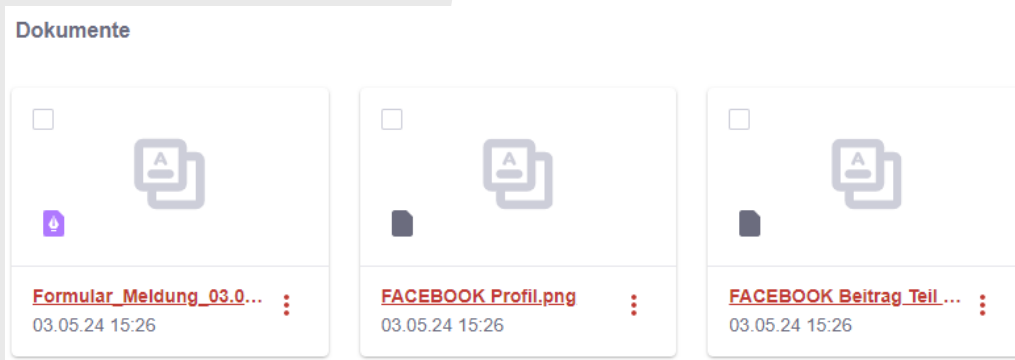 Dokumente
A
A
A
Formular_Meldung_03.0...
FACEBOOK Profil.png
FACEBOOK Beitrag Teil ...
03.05.24 15:26
03.05.24 15:26
03.05.24 15:26